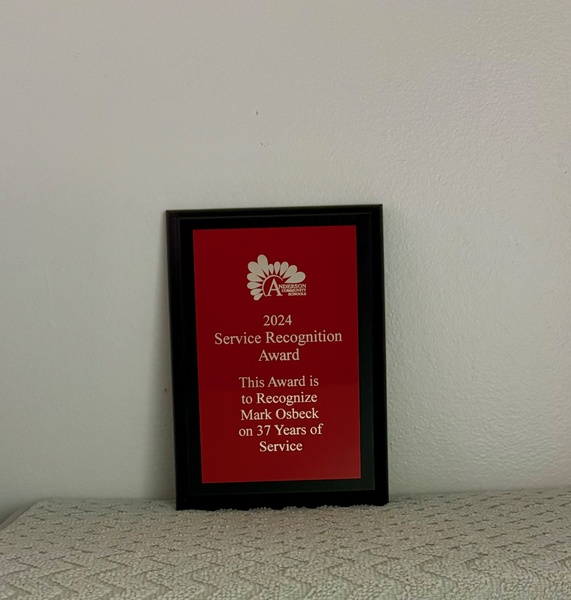 ANDERSON
COMMUNITY
SCHOOLS
2024
Service Recognition
Award
This Award is
to Recognize
Mark Osbeck
on 37 Years of
Service